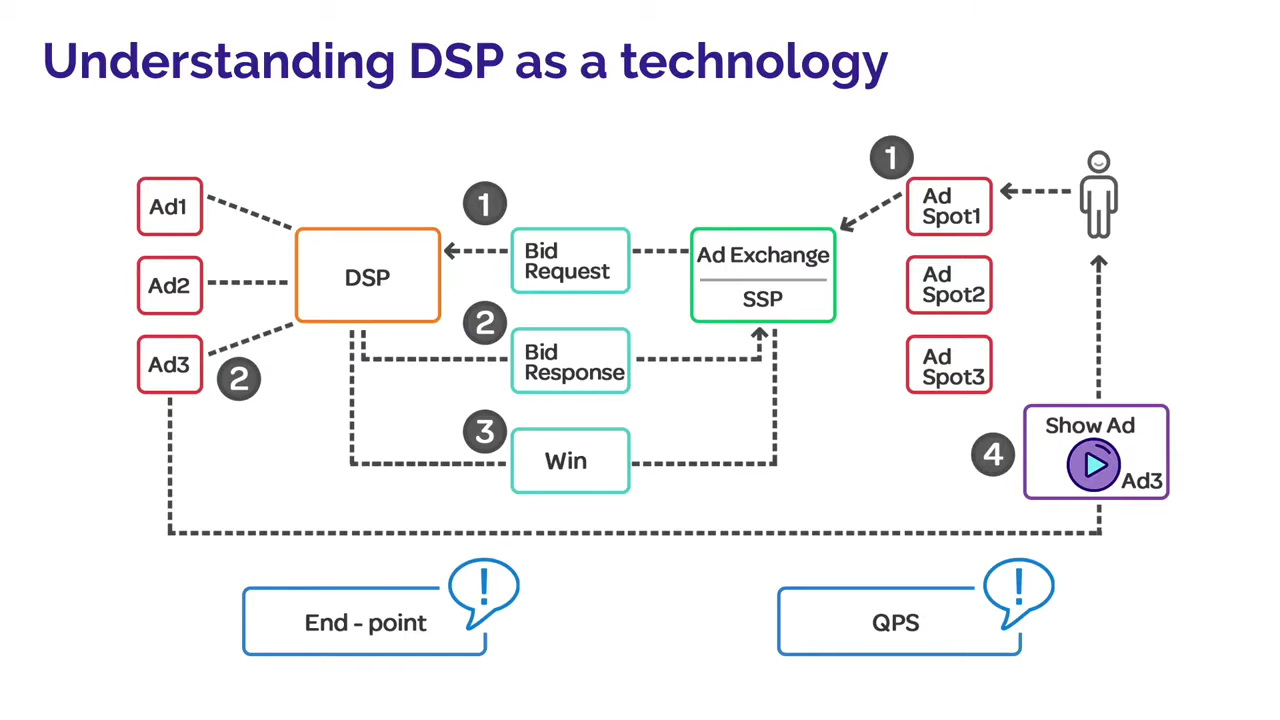 Understanding DSP as a technology
1
Ad
Spot1
1
Ad1
Bid
Request
Ad Exchange
SSP
DSP
Ad2
Ad
Spot2
2
Bid
Response
Ad3
2
Ad
Spot3
3
Win
4
Show Ad
Ad3
!
End - point
!
QPS